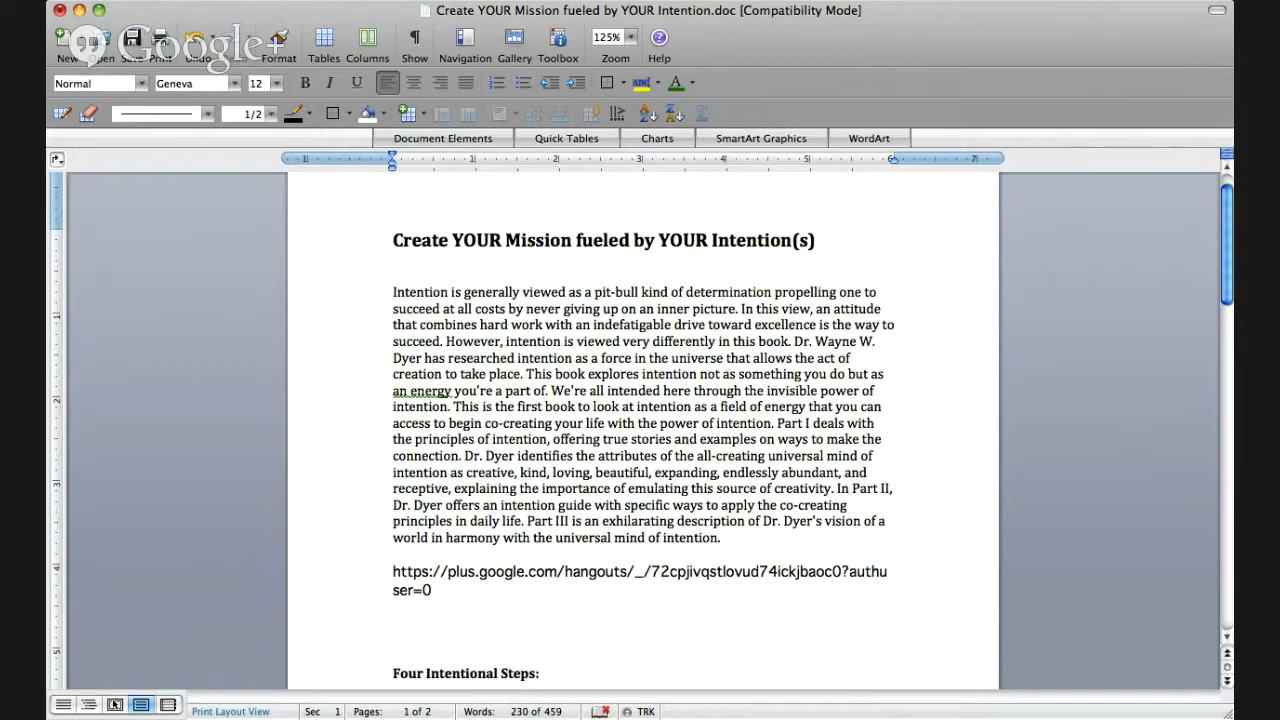 Create YOUR Mission fueled by YOUR Intention.doc [Compatibility Mode]
Google+
New Open Save Print Undo Format Tables Columns Show Navigation Gallery Toolbox Zoom Help
125%
Normal Geneva 12 B I U ABC A
1/2
Document Elements Quick Tables Charts SmartArt Graphics WordArt
1 1 2 3 4 5 6 7
Create YOUR Mission fueled by YOUR Intention(s)
Intention is generally viewed as a pit-bull kind of determination propelling one to
succeed at all costs by never giving up on an inner picture. In this view, an attitude
that combines hard work with an indefatigable drive toward excellence is the way to
succeed. However, intention is viewed very differently in this book. Dr. Wayne W.
Dyer has researched intention as a force in the universe that allows the act of
creation to take place. This book explores intention not as something you do but as
an energy you're a part of. We're all intended here through the invisible power of
intention. This is the first book to look at intention as a field of energy that you can
access to begin co-creating your life with the power of intention. Part I deals with
the principles of intention, offering true stories and examples on ways to make the
connection. Dr. Dyer identifies the attributes of the all-creating universal mind of
intention as creative, kind, loving, beautiful, expanding, endlessly abundant, and
receptive, explaining the importance of emulating this source of creativity. In Part II,
Dr. Dyer offers an intention guide with specific ways to apply the co-creating
principles in daily life. Part III is an exhilarating description of Dr. Dyer's vision of a
world in harmony with the universal mind of intention.
https://plus.google.com/hangouts/_/72cpjivqstlovud74ickjbaoc0?authu
ser=0
Four Intentional Steps:
Print Layout View Sec 1 Pages: 1 of 2 Words: 230 of 459 TRK